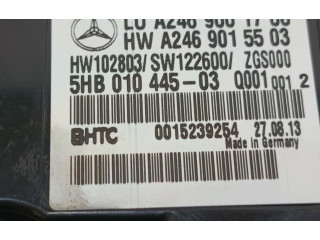 HW A246 901 55 03
HW102803/ SW122600/ ZGS000
5HB 010 445-03 Q001 001 2
BHTC 0015239254 27.08.13
Made in Germany